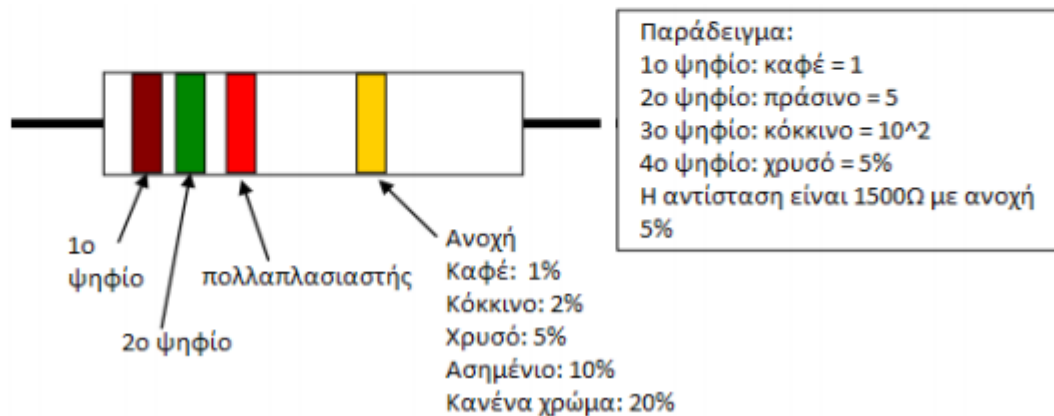 Παράδειγμα:
1ο ψηφίο: καφέ = 1
2ο ψηφίο: πράσινο = 5
3ο ψηφίο: κόκκινο = 10^2
4ο ψηφίο: χρυσό = 5%
Η αντίσταση είναι 1500Ω με ανοχή
5%
1ο
ψηφίο
2ο ψηφίο
πολλαπλασιαστής
Ανοχή
Καφέ: 1%
Κόκκινο: 2%
Χρυσό: 5%
Ασημένιο: 10%
Κανένα χρώμα: 20%